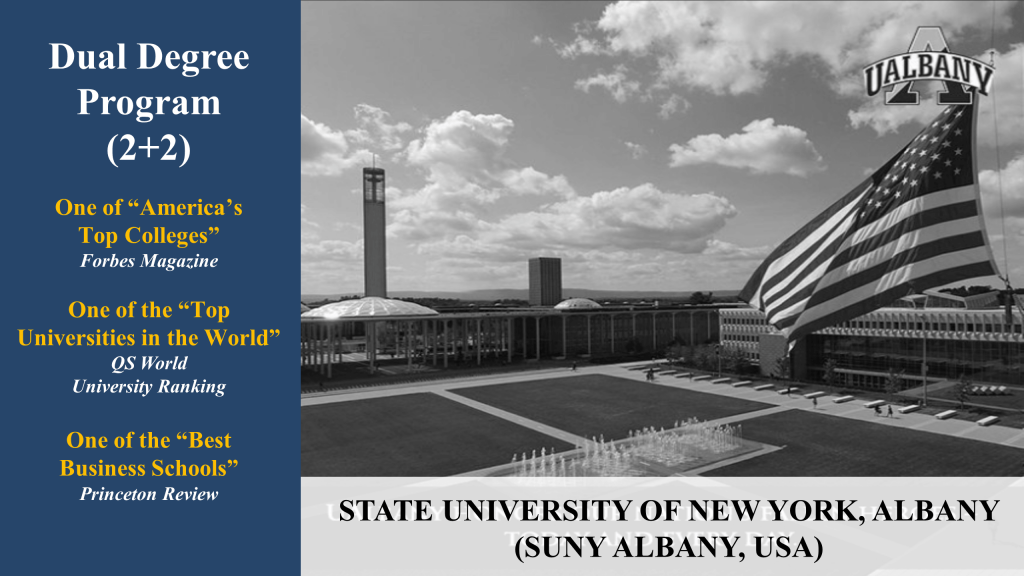 Dual Degree
Program
(2+2)
One of “America’s
Top Colleges”
Forbes Magazine
One of the “Top
Universities in the World”
QS World
University Ranking
One of the “Best
Business Schools”
Princeton Review
UALBANY
STATE UNIVERSITY OF NEW YORK, ALBANY
(SUNY ALBANY, USA)